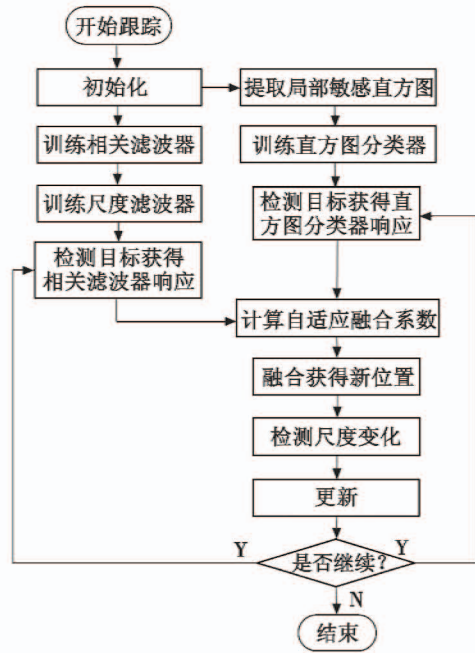 开始跟踪
初始化
提取局部敏感直方图
训练相关滤波器
训练直方图分类器
训练尺度滤波器
检测目标获得直
方图分类器响应
检测目标获得
相关滤波器响应
计算自适应融合系数
融合获得新位置
检测尺度变化
更新
Y
是否继续?
Y
N
结束